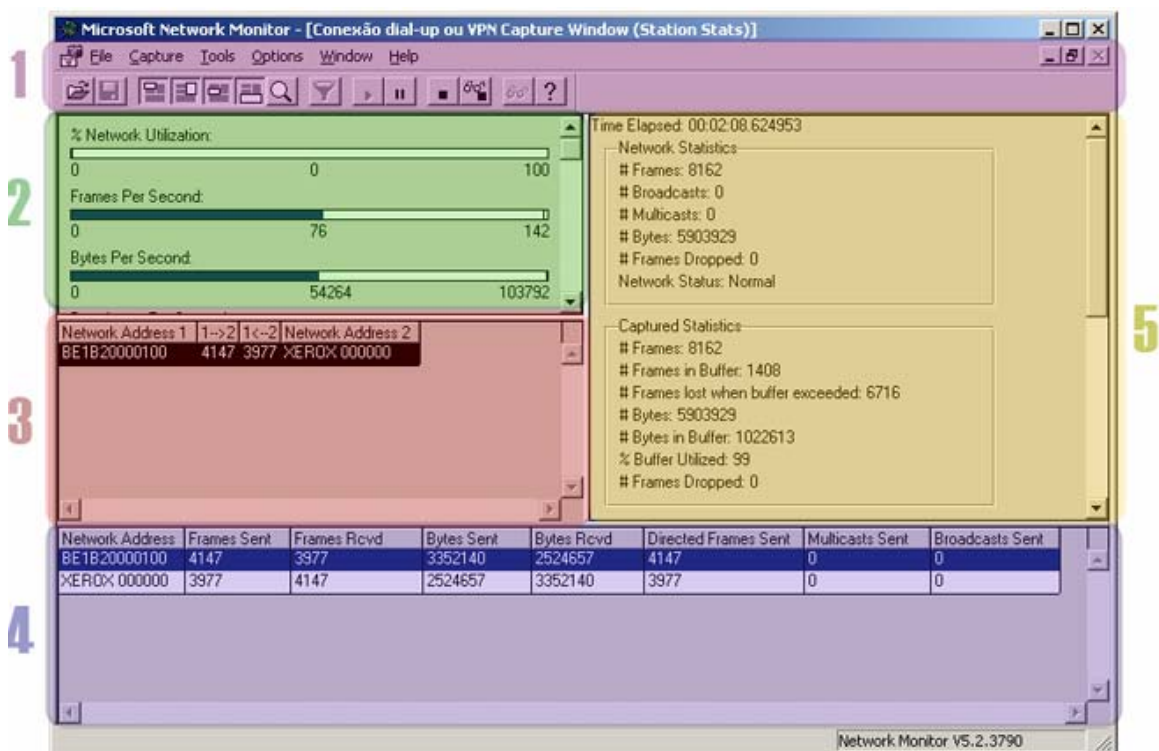 Microsoft Network Monitor - [Conexão dial-up ou VPN Capture Window (Station Stats)]
1
File Capture Tools Options Window Help
2
% Network Utilization:
0 0 100
Frames Per Second:
0 76 142
Bytes Per Second:
0 54264 103792
5
Time Elapsed: 00:02:08.624953
Network Statistics
# Frames: 8162
# Broadcasts: 0
# Multicasts: 0
# Bytes: 5903929
# Frames Dropped: 0
Network Status: Normal
Captured Statistics
# Frames: 8162
# Frames in Buffer: 1408
# Frames lost when buffer exceeded: 6716
# Bytes: 5903929
# Bytes in Buffer: 1022613
% Buffer Utilized: 99
# Frames Dropped: 0
3
Network Address 1 1-->2 1<--2 Network Address 2
BE1B20000100 4147 3977 XEROX 000000
4
Network Address Frames Sent Frames Rcvd Bytes Sent Bytes Rcvd Directed Frames Sent Multicasts Sent Broadcasts Sent
BE1B20000100 4147 3977 3352140 2524657 4147 0 0
XEROX 000000 3977 4147 2524657 3352140 3977 0 0
Network Monitor V5.2.3790